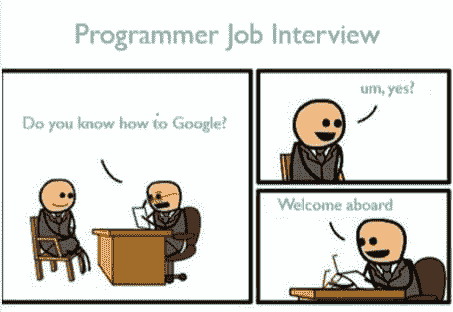 Programmer Job Interview
Do you know how to Google?
um, yes?
Welcome aboard